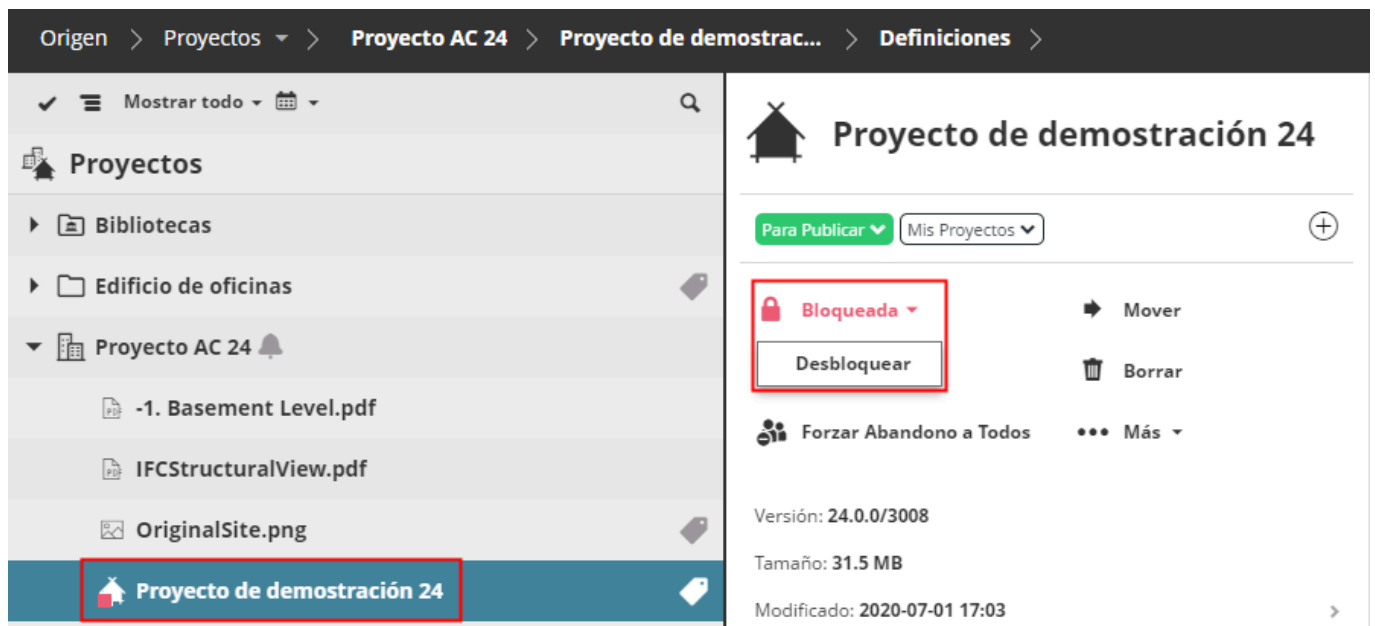 Origen > Proyectos > Proyecto AC 24 > Proyecto de demostrac... > Definiciones >
Mostrar todo
Proyectos
Bibliotecas
Edificio de oficinas
Proyecto AC 24
-1. Basement Level.pdf
IFCStructuralView.pdf
OriginalSite.png
Proyecto de demostración 24
Proyecto de demostración 24
Para Publicar
Mis Proyectos
Bloqueada
Mover
Desbloquear
Borrar
Forzar Abandono a Todos
Más
Versión: 24.0.0/3008
Tamaño: 31.5 MB
Modificado: 2020-07-01 17:03